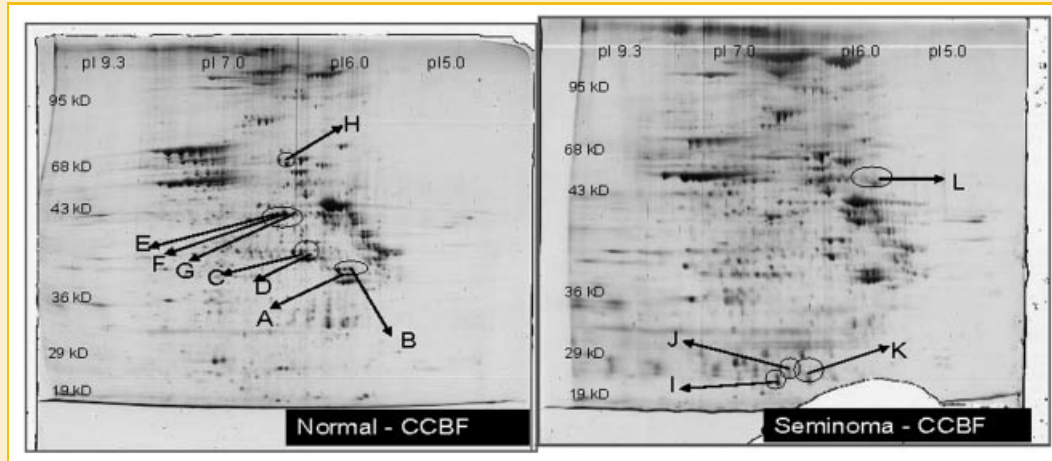 pI 9.3 pI 7.0 pI6.0 pI5.0
95 kD
H
68 kD
43 kD
E
F
G
C
D
36 kD
A
B
29 kD
19 kD
Normal - CCBF
pI 9.3 pI 7.0 pI6.0 pI5.0
95 kD
68 kD
43 kD
L
36 kD
J
29 kD
K
I
19 kD
Seminoma - CCBF